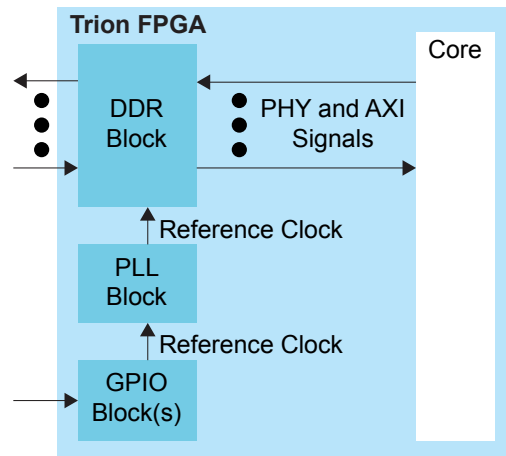 Trion FPGA
Core
DDR
Block
PHY and AXI
Signals
Reference Clock
PLL
Block
Reference Clock
GPIO
Block(s)